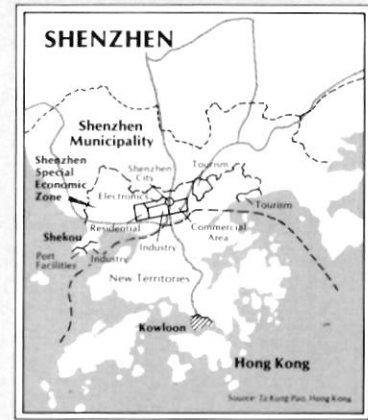 SHENZHEN
Shenzhen
Municipality
Shenzhen
Special
Economic
Zone
Shenzhen
City
Tourism
Electronics
Tourism
Residential
Commercial
Area
Shekou
Port
Facilities
Industry
Industry
New Territories
Kowloon
Hong Kong
Source: Ta Kung Pao, Hong Kong